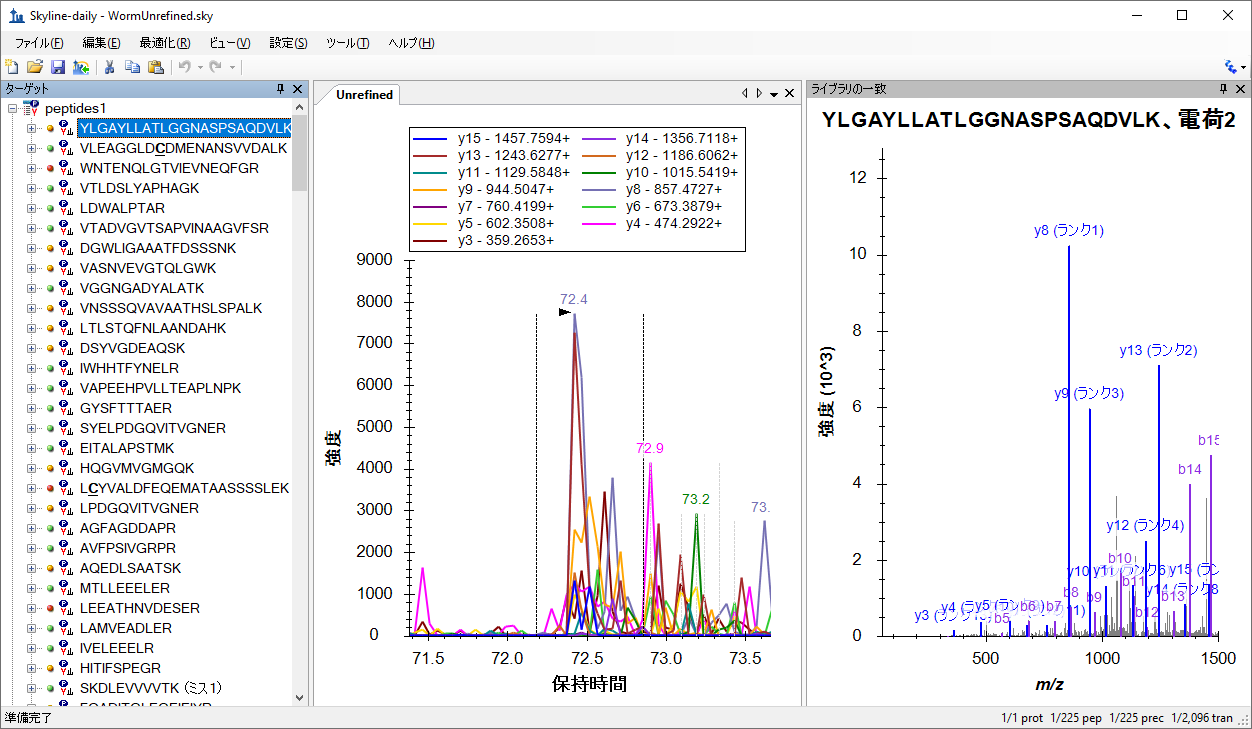 Skyline-daily - WormUnrefined.sky
ファイル(F) 編集(E) 最適化(R) ビュー(V) 設定(S) ツール(T) ヘルプ(H)
ターゲット
peptides1
YLGAYLLATLGGNASPSAQDVLK
VLEAGGLDCDMENANSVVDALK
WNTENQLGTVIEVNEQFGR
VTLDSLYAPHAGK
LDWALPTAR
VTADVGVTSAPVINAAGVFSR
DGWLIGAAATFDSSSNK
VASNVEVGTQLGWK
VGGNGADYALATK
VNSSSQVAVAATHSLSPALK
LTLSTQFNLAANDAHK
DSYVGDEAQSK
IWHHTFYNELR
VAPEEHPVLLTEAPLNPK
GYSFTTTAER
SYELPDGQVITVGNER
EITALAPSTMK
HQGVMVGMGQK
LCYVALDFEQEMATAASSSSLEK
LPDGQVITVGNER
AGFAGDDAPR
AVFPSIVGRPR
AQEDLSAATSK
MTLLEEELER
LEEATHNVDESER
LAMVEADLER
IVELEEELR
HITIFSPEGR
SKDLEVVVVTK (ミス1)
Unrefined
y15 - 1457.7594+ y14 - 1356.7118+
y13 - 1243.6277+ y12 - 1186.6062+
y11 - 1129.5848+ y10 - 1015.5419+
y9 - 944.5047+ y8 - 857.4727+
y7 - 760.4199+ y6 - 673.3879+
y5 - 602.3508+ y4 - 474.2922+
y3 - 359.2653+
9000
8000
7000
6000
5000
4000
3000
2000
1000
0
強度
72.4
72.9
73.2
73.
71.5 72.0 72.5 73.0 73.5
保持時間
ライブラリの一致
YLGAYLLATLGGNASPSAQDVLK、電荷2
12
10
8
6
4
2
0
強度 (10^3)
y8 (ランク1)
y13 (ランク2)
y9 (ランク3)
b15
b14
y12 (ランク4)
b10
y10
y11
y15 (ラン
b11
b8
b9
b13
b12
y14
y3
y4
y5
b5
b6
b7
500 1000 1500
m/z
準備完了
1/1 prot 1/225 pep 1/225 prec 1/2,096 tran